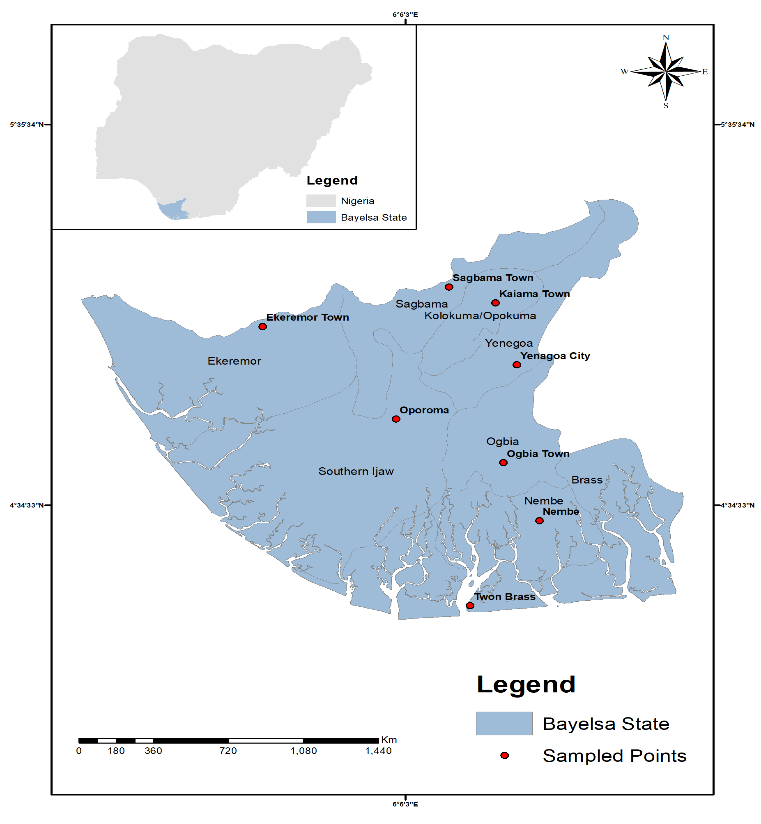 6°6'3"E
N
W E
S
5°35'34"N 5°35'34"N
Legend
Nigeria
Bayelsa State
Sagbama Town
Kaiama Town
Sagbama
Kolokuma/Opokuma
Ekeremor Town
Yenegoa
Yenagoa City
Ekeremor
Oporoma
Ogbia
Ogbia Town
Southern Ijaw
Brass
Nembe
Nembe
4°34'33"N 4°34'33"N
Twon Brass
Legend
Bayelsa State
Sampled Points
Km
0 180 360 720 1,080 1,440
6°6'3"E